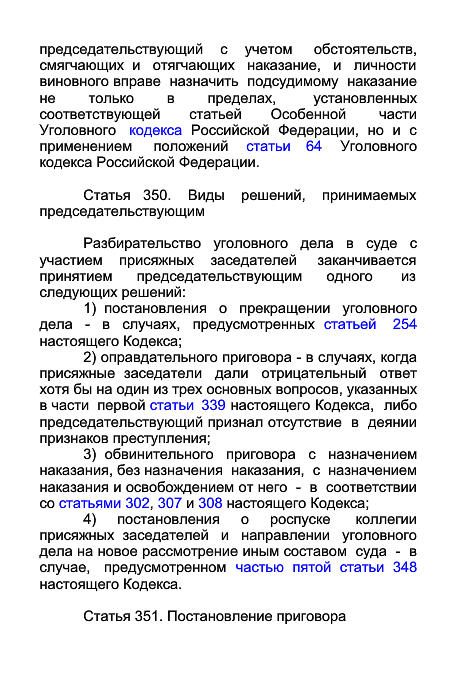 председательствующий с учетом обстоятельств,
смягчающих и отягчающих наказание, и личности
виновного вправе назначить подсудимому наказание
не только в пределах, установленных
соответствующей статьей Особенной части
Уголовного кодекса Российской Федерации, но и с
применением положений статьи 64 Уголовного
кодекса Российской Федерации.
Статья 350. Виды решений, принимаемых
председательствующим
Разбирательство уголовного дела в суде с
участием присяжных заседателей заканчивается
принятием председательствующим одного из
следующих решений:
1) постановления о прекращении уголовного
дела - в случаях, предусмотренных статьей 254
настоящего Кодекса;
2) оправдательного приговора - в случаях, когда
присяжные заседатели дали отрицательный ответ
хотя бы на один из трех основных вопросов, указанных
в части первой статьи 339 настоящего Кодекса, либо
председательствующий признал отсутствие в деянии
признаков преступления;
3) обвинительного приговора с назначением
наказания, без назначения наказания, с назначением
наказания и освобождением от него - в соответствии
со статьями 302, 307 и 308 настоящего Кодекса;
4) постановления о роспуске коллегии
присяжных заседателей и направлении уголовного
дела на новое рассмотрение иным составом суда - в
случае, предусмотренном частью пятой статьи 348
настоящего Кодекса.
Статья 351. Постановление приговора